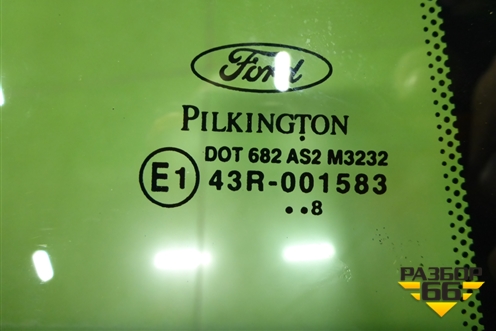 Ford
PILKINGTON
DOT 682 AS2 M3232
E1 43R-001583
..8
РАЗБОР
66